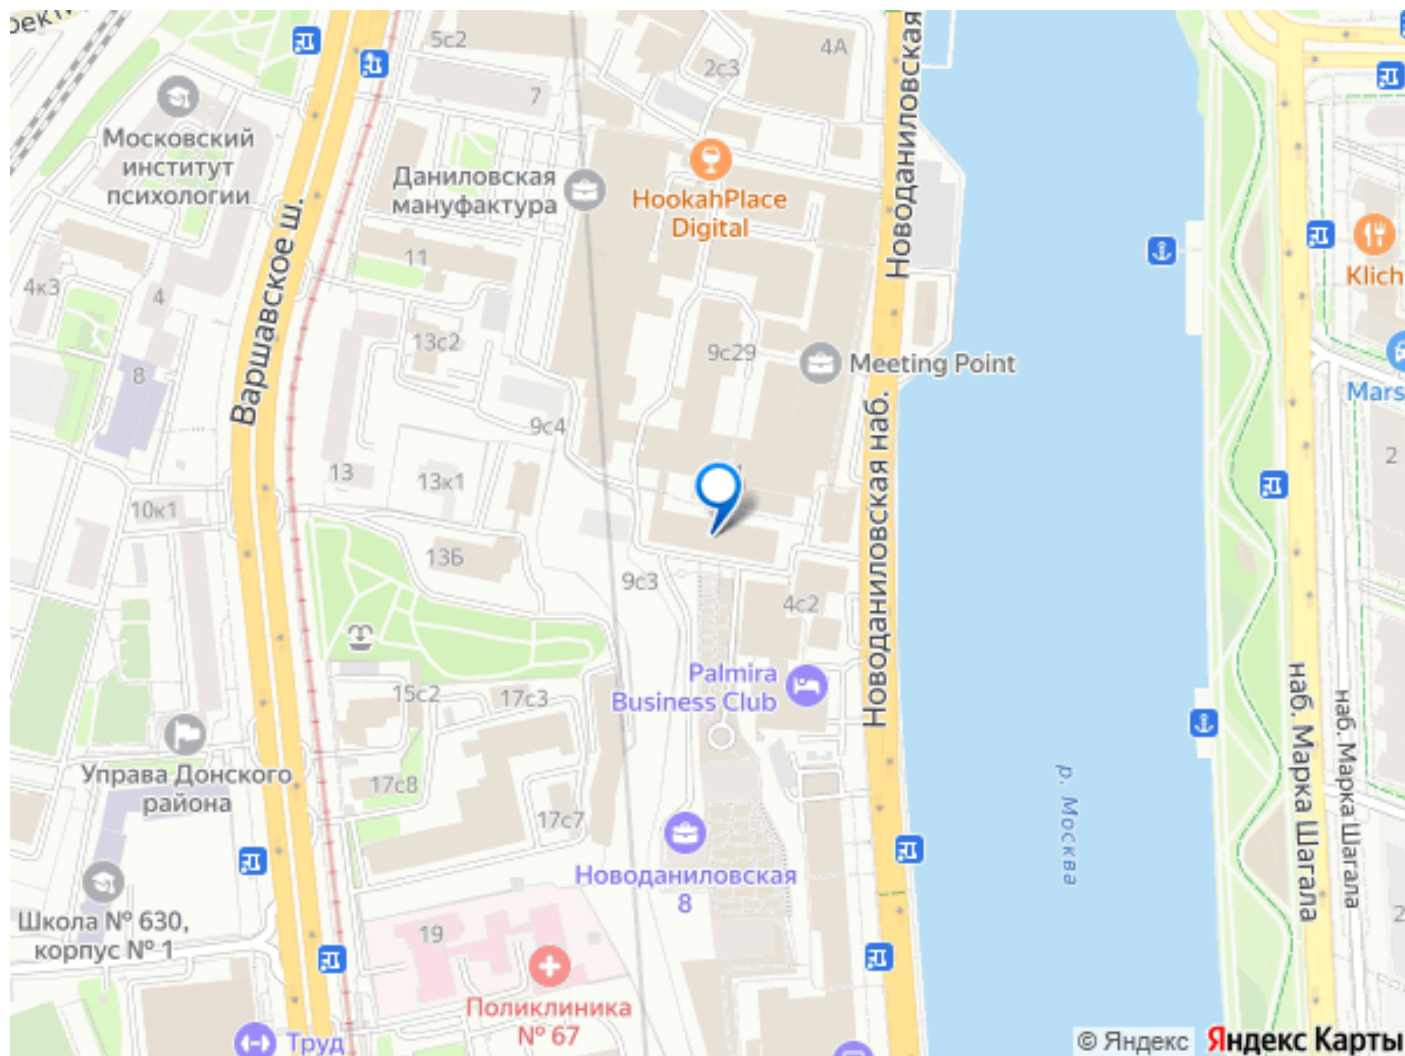 5с2
4А
2с3
7
Московский
институт
психологии
Даниловская
мануфактура
HookahPlace
Digital
Новоданиловская
Варшавское ш.
11
4к3
4
13с2
8
9с29
Meeting Point
Klich
Mars
9с4
2
13
13к1
10к1
Новоданиловская наб.
13Б
9с3
4с2
Palmira
Business Club
15с2
17с3
Управа Донского
района
17с8
17с7
наб. Марка Шагала
наб. Марка Шагала
р. Москва
Новоданиловская
8
Школа № 630,
корпус № 1
19
Поликлиника
№ 67
2
Труд
© Яндекс
Яндекс Карты